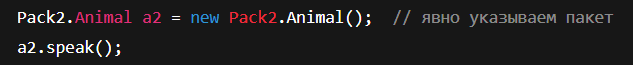 Pack2.Animal a2 = new Pack2.Animal();  // явно указываем пакет
a2.speak();